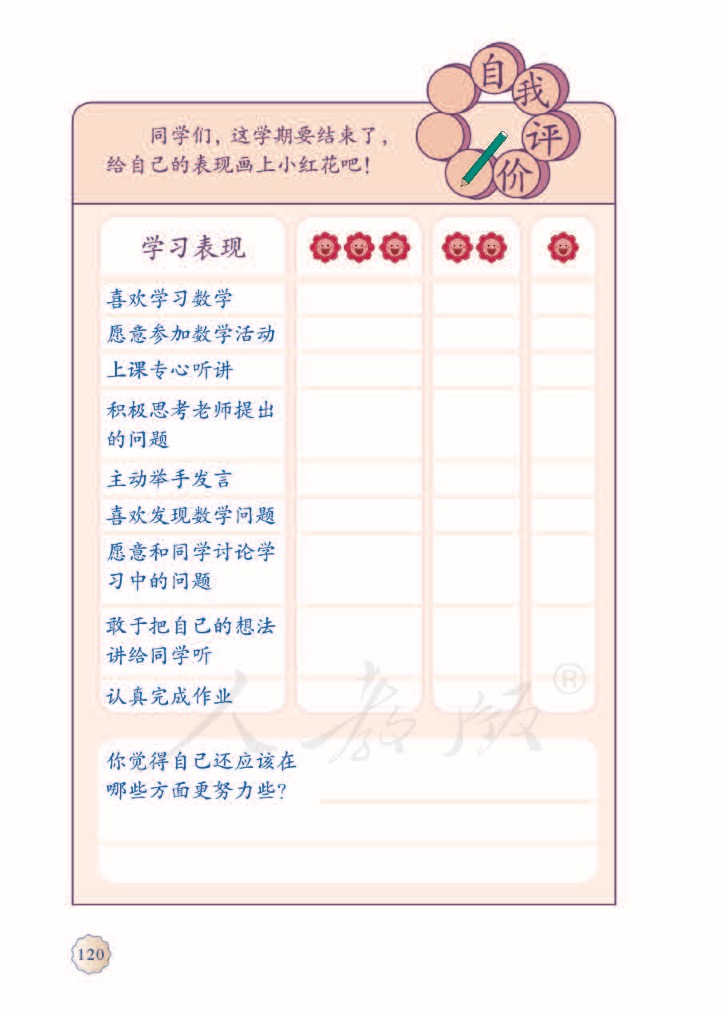 自我评价
同学们，这学期要结束了，
给自己的表现画上小红花吧！
学习表现
喜欢学习数学
愿意参加数学活动
上课专心听讲
积极思考老师提出
的问题
主动举手发言
喜欢发现数学问题
愿意和同学讨论学
习中的问题
敢于把自己的想法
讲给同学听
认真完成作业
人教版®
你觉得自己还应该在
哪些方面更努力些？
120